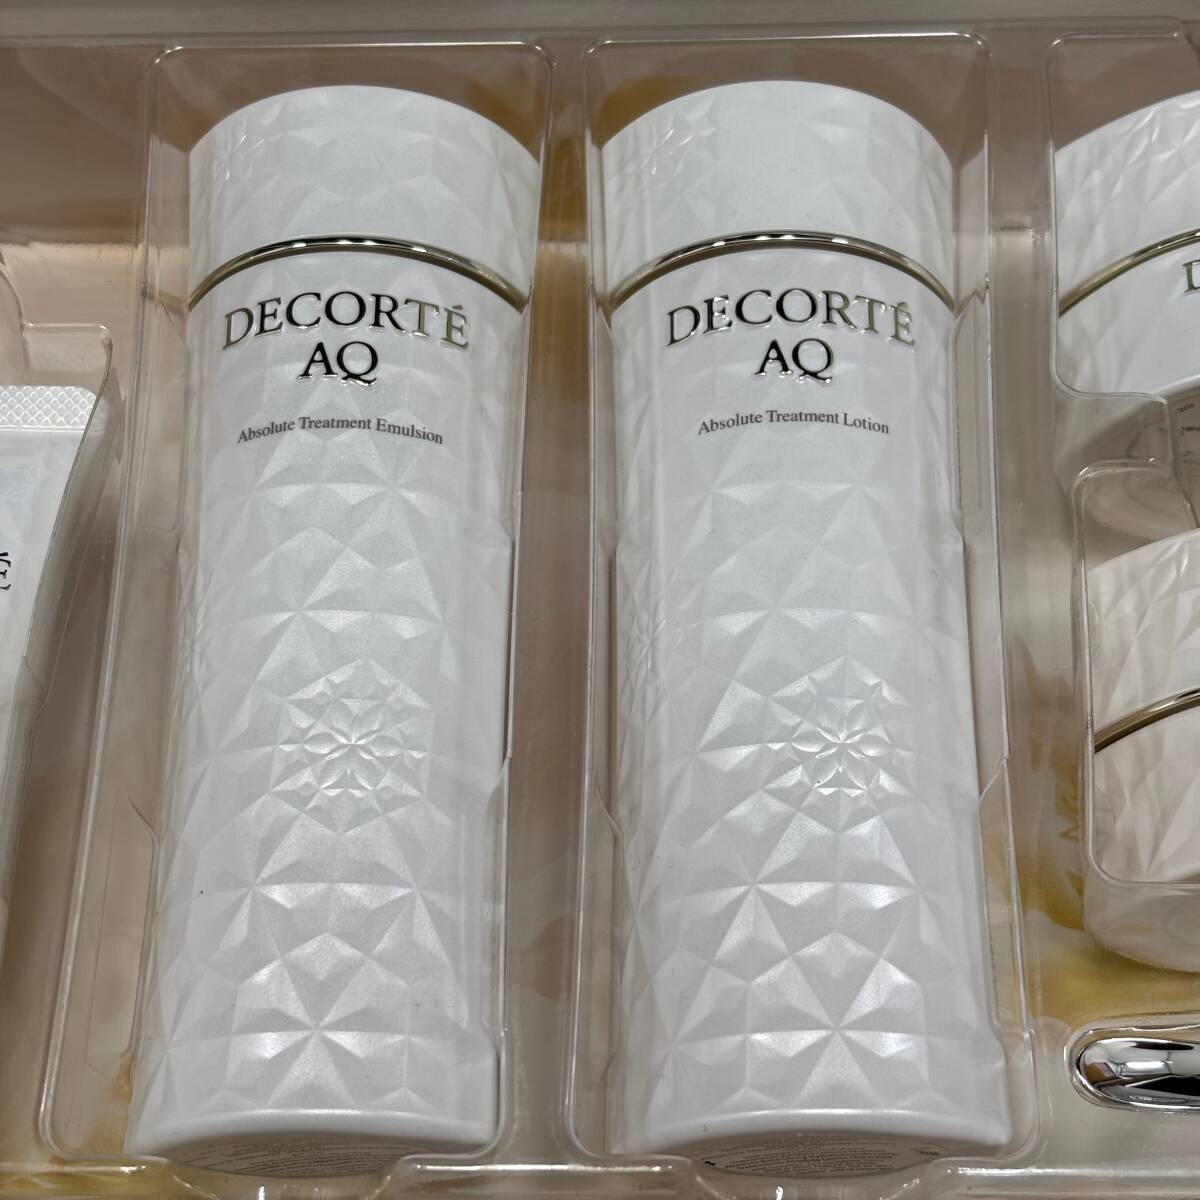 DECORTÉ
AQ
Absolute Treatment Emulsion
DECORTÉ
AQ
Absolute Treatment Lotion
D
É